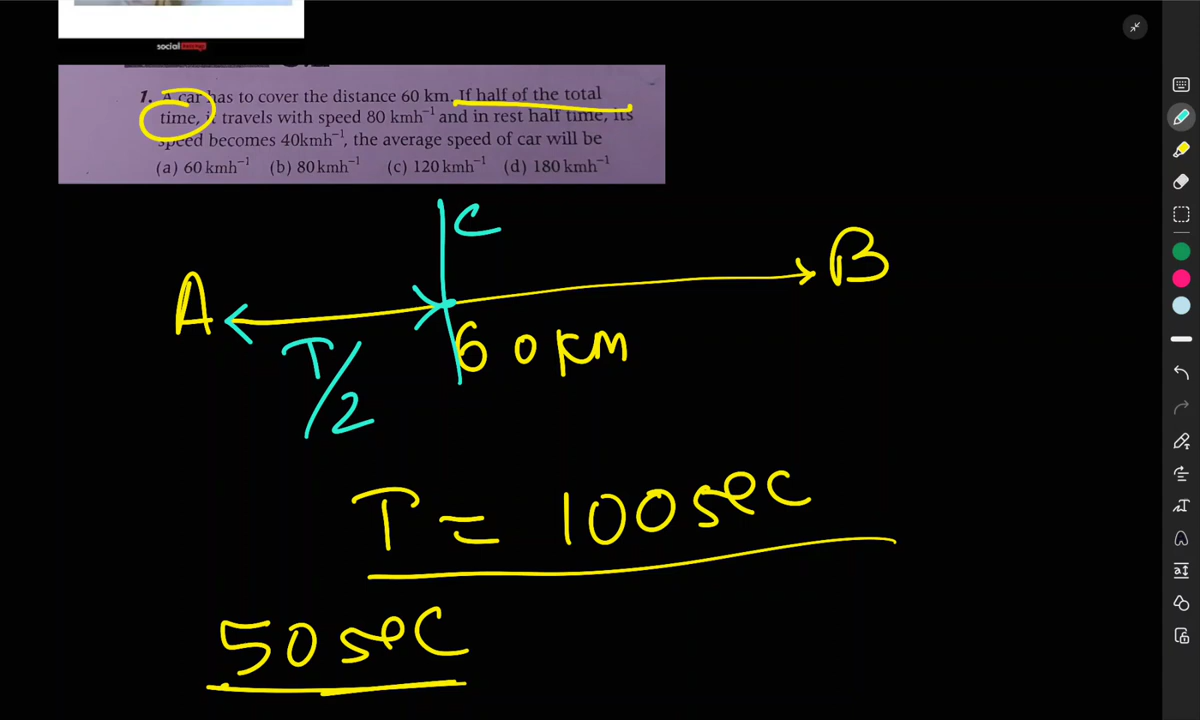 social
1. A car has to cover the distance 60 km. If half of the total
time, it travels with speed 80 kmh⁻¹ and in rest half time, its
speed becomes 40kmh⁻¹, the average speed of car will be
(a) 60 kmh⁻¹ (b) 80 kmh⁻¹ (c) 120 kmh⁻¹ (d) 180 kmh⁻¹
C
A
B
60 km
T/2
T = 100 sec
50 sec